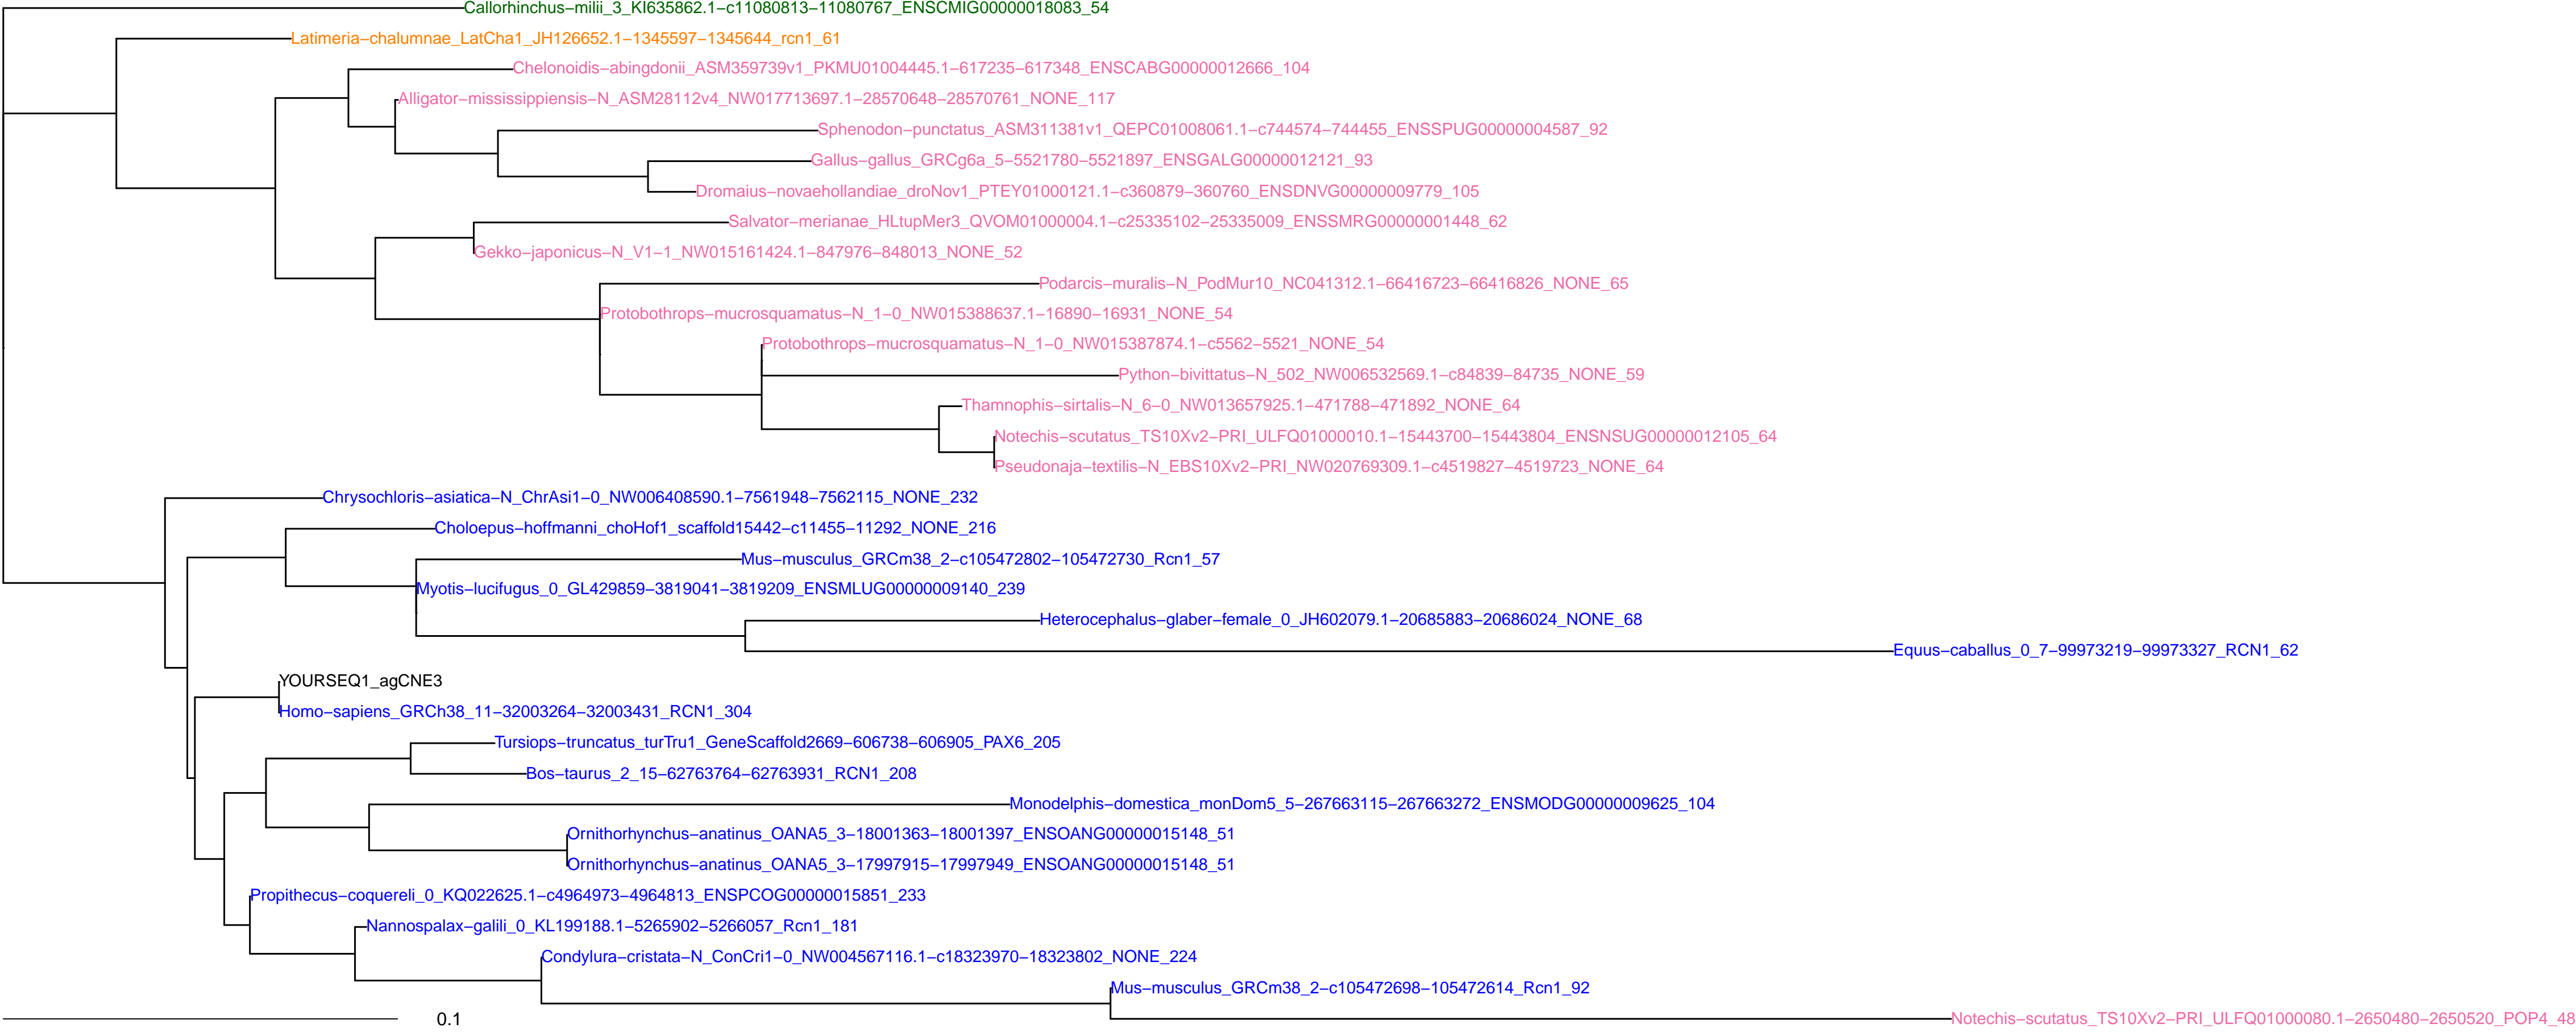 Callorhinchus−milii_3_KI635862.1−c11080813−11080767_ENSCMIG00000018083_54
Latimeria−chalumnae_LatCha1_JH126652.1−1345597−1345644_rcn1_61
Chelonoidis−abingdonii_ASM359739v1_PKMU01004445.1−617235−617348_ENSCABG00000012666_104
Alligator−mississippiensis−N_ASM28112v4_NW017713697.1−28570648−28570761_NONE_117
Sphenodon−punctatus_ASM311381v1_QEPC01008061.1−c744574−744455_ENSSPUG00000004587_92
Gallus−gallus_GRCg6a_5−5521780−5521897_ENSGALG00000012121_93
Dromaius−novaehollandiae_droNov1_PTEY01000121.1−c360879−360760_ENSDNVG00000009779_105
Salvator−merianae_HLtupMer3_QVOM01000004.1−c25335102−25335009_ENSSMRG00000001448_62
Gekko−japonicus−N_V1−1_NW015161424.1−847976−848013_NONE_52
Podarcis−muralis−N_PodMur10_NC041312.1−66416723−66416826_NONE_65
Protobothrops−mucrosquamatus−N_1−0_NW015388637.1−16890−16931_NONE_54
Protobothrops−mucrosquamatus−N_1−0_NW015387874.1−c5562−5521_NONE_54
Python−bivittatus−N_502_NW006532569.1−c84839−84735_NONE_59
Thamnophis−sirtalis−N_6−0_NW013657925.1−471788−471892_NONE_64
Notechis−scutatus_TS10Xv2−PRI_ULFQ01000010.1−15443700−15443804_ENSNSUG00000012105_64
Pseudonaja−textilis−N_EBS10Xv2−PRI_NW020769309.1−c4519827−4519723_NONE_64
Chrysochloris−asiatica−N_ChrAsi1−0_NW006408590.1−7561948−7562115_NONE_232
Choloepus−hoffmanni_choHof1_scaffold15442−c11455−11292_NONE_216
Mus−musculus_GRCm38_2−c105472802−105472730_Rcn1_57
Myotis−lucifugus_0_GL429859−3819041−3819209_ENSMLUG00000009140_239
Heterocephalus−glaber−female_0_JH602079.1−20685883−20686024_NONE_68
Equus−caballus_0_7−99973219−99973327_RCN1_62
YOURSEQ1_agCNE3
Homo−sapiens_GRCh38_11−32003264−32003431_RCN1_304
Tursiops−truncatus_turTru1_GeneScaffold2669−606738−606905_PAX6_205
Bos−taurus_2_15−62763764−62763931_RCN1_208
Monodelphis−domestica_monDom5_5−267663115−267663272_ENSMODG00000009625_104
Ornithorhynchus−anatinus_OANA5_3−18001363−18001397_ENSOANG00000015148_51
Ornithorhynchus−anatinus_OANA5_3−17997915−17997949_ENSOANG00000015148_51
Propithecus−coquereli_0_KQ022625.1−c4964973−4964813_ENSPCOG00000015851_233
Nannospalax−galili_0_KL199188.1−5265902−5266057_Rcn1_181
Condylura−cristata−N_ConCri1−0_NW004567116.1−c18323970−18323802_NONE_224
Mus−musculus_GRCm38_2−c105472698−105472614_Rcn1_92
Notechis−scutatus_TS10Xv2−PRI_ULFQ01000080.1−2650480−2650520_POP4_48
0.1